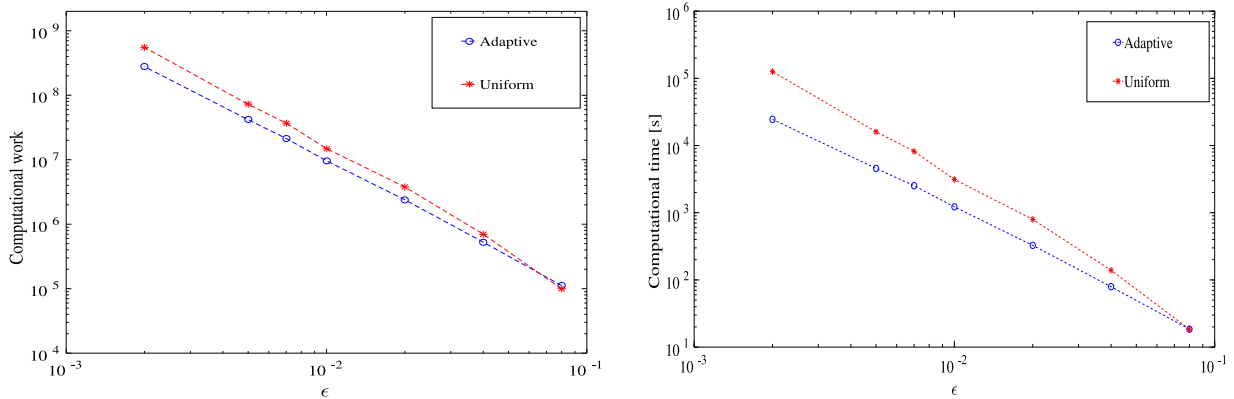 10^9
10^8
10^7
10^6
10^5
10^4
Computational work
10^-3
10^-2
10^-1
ϵ
Adaptive
Uniform
10^6
10^5
10^4
10^3
10^2
10^1
Computational time [s]
10^-3
10^-2
10^-1
ϵ
Adaptive
Uniform